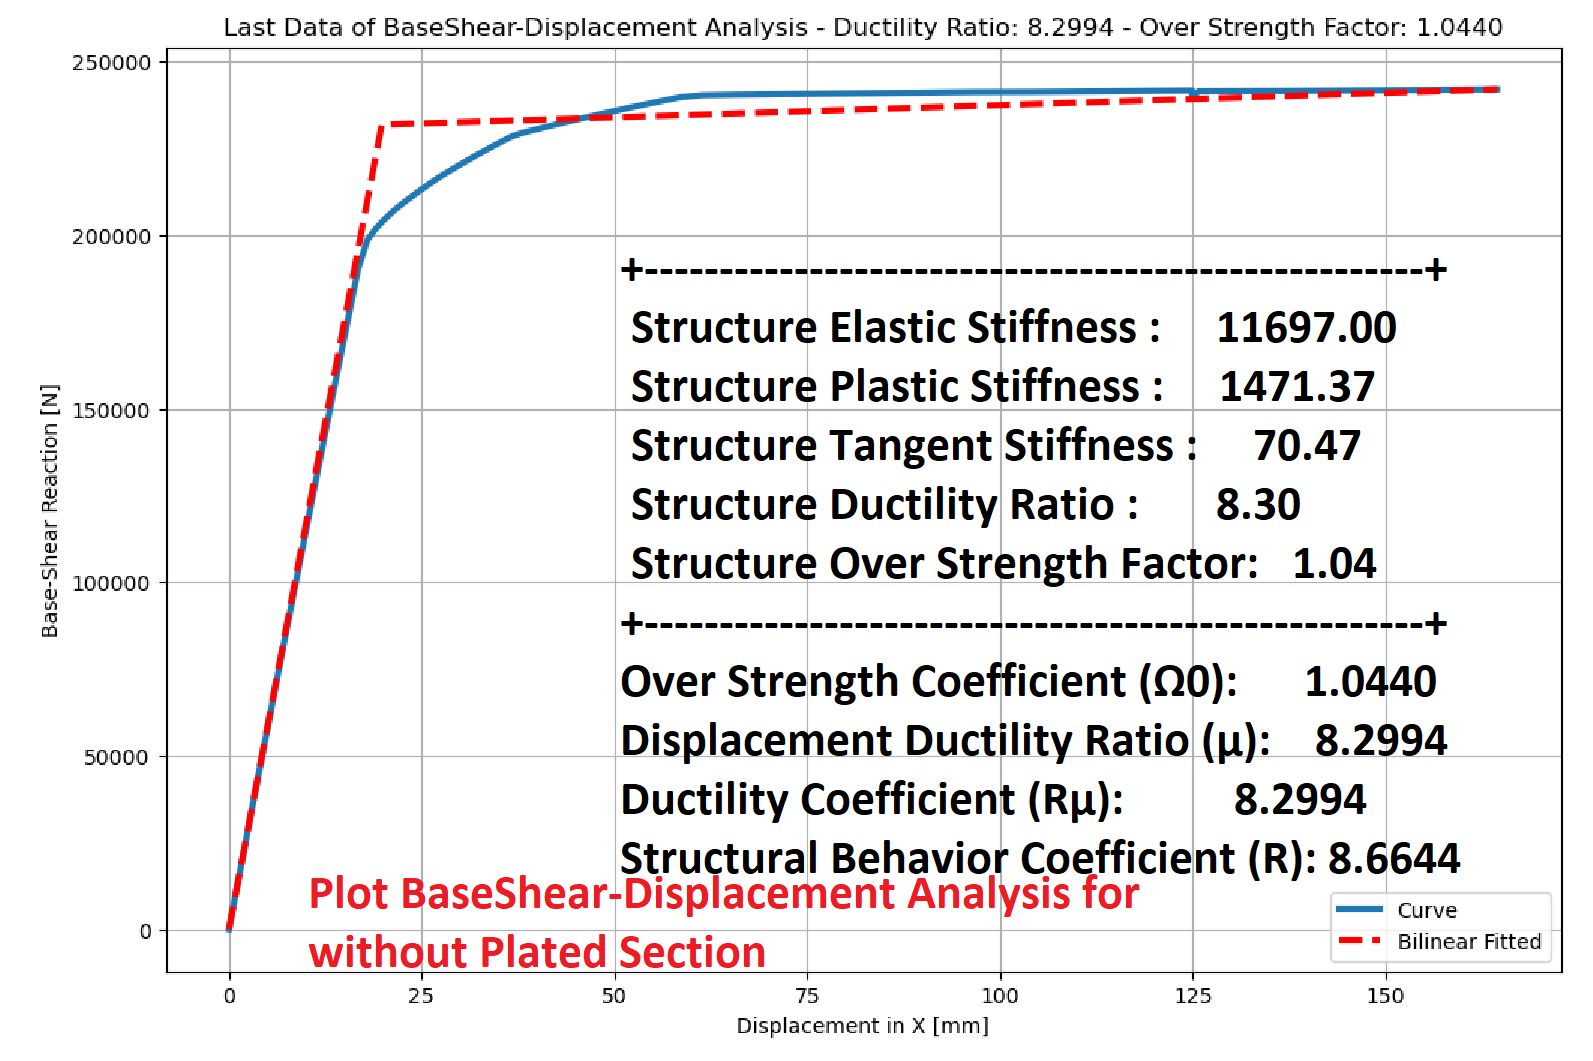 Last Data of BaseShear-Displacement Analysis - Ductility Ratio: 8.2994 - Over Strength Factor: 1.0440
250000
200000
150000
100000
50000
0
Base-Shear Reaction [N]
+----------------------------------------------------+
Structure Elastic Stiffness : 11697.00
Structure Plastic Stiffness : 1471.37
Structure Tangent Stiffness : 70.47
Structure Ductility Ratio : 8.30
Structure Over Strength Factor: 1.04
+----------------------------------------------------+
Over Strength Coefficient (Ω0): 1.0440
Displacement Ductility Ratio (μ): 8.2994
Ductility Coefficient (Rμ): 8.2994
Structural Behavior Coefficient (R): 8.6644
Plot BaseShear-Displacement Analysis for
without Plated Section
Curve
Bilinear Fitted
0 25 50 75 100 125 150
Displacement in X [mm]